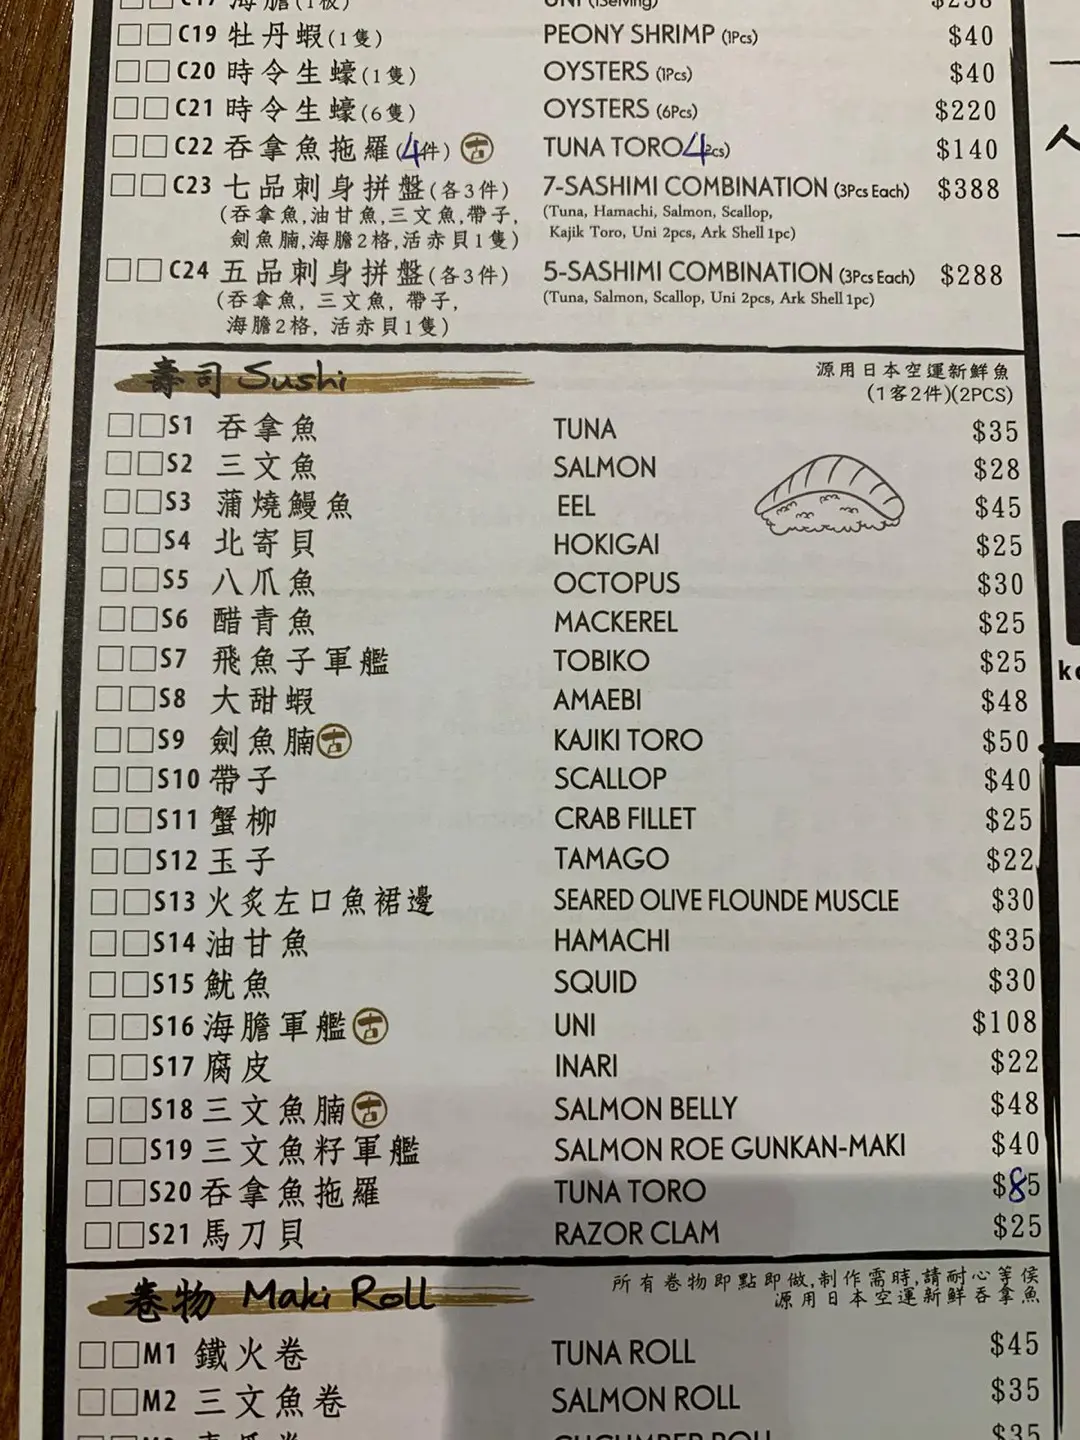 C17 海膽(1板) UNI (1Serving) $238
C19 牡丹蝦(1隻) PEONY SHRIMP (1Pcs) $40
C20 時令生蠔(1隻) OYSTERS (1Pcs) $40
C21 時令生蠔(6隻) OYSTERS (6Pcs) $220
C22 吞拿魚拖羅(4件) 古 TUNA TORO 4 $140
C23 七品刺身拼盤(各3件) 7-SASHIMI COMBINATION (3Pcs Each) $388
(吞拿魚,油甘魚,三文魚,帶子, (Tuna, Hamachi, Salmon, Scallop,
劍魚腩,海膽2格,活赤貝1隻) Kajik Toro, Uni 2pcs, Ark Shell 1pc)
C24 五品刺身拼盤(各3件) 5-SASHIMI COMBINATION (3Pcs Each) $288
(吞拿魚, 三文魚, 帶子, (Tuna, Salmon, Scallop, Uni 2pcs, Ark Shell 1pc)
海膽2格, 活赤貝1隻)
壽司 Sushi 源用日本空運新鮮魚
(1客2件)(2PCS)
S1 吞拿魚 TUNA $35
S2 三文魚 SALMON $28
S3 蒲燒鰻魚 EEL $45
S4 北寄貝 HOKIGAI $25
S5 八爪魚 OCTOPUS $30
S6 醋青魚 MACKEREL $25
S7 飛魚子軍艦 TOBIKO $25
S8 大甜蝦 AMAEBI $48
S9 劍魚腩 古 KAJIKI TORO $50
S10 帶子 SCALLOP $40
S11 蟹柳 CRAB FILLET $25
S12 玉子 TAMAGO $22
S13 火炙左口魚裙邊 SEARED OLIVE FLOUNDE MUSCLE $30
S14 油甘魚 HAMACHI $35
S15 魷魚 SQUID $30
S16 海膽軍艦 古 UNI $108
S17 腐皮 INARI $22
S18 三文魚腩 古 SALMON BELLY $48
S19 三文魚籽軍艦 SALMON ROE GUNKAN-MAKI $40
S20 吞拿魚拖羅 TUNA TORO $85
S21 馬刀貝 RAZOR CLAM $25
卷物 Maki Roll 所有卷物即點即做,制作需時,請耐心等侯
源用日本空運新鮮吞拿魚
M1 鐵火卷 TUNA ROLL $45
M2 三文魚卷 SALMON ROLL $35
CUCUMBER ROLL $35